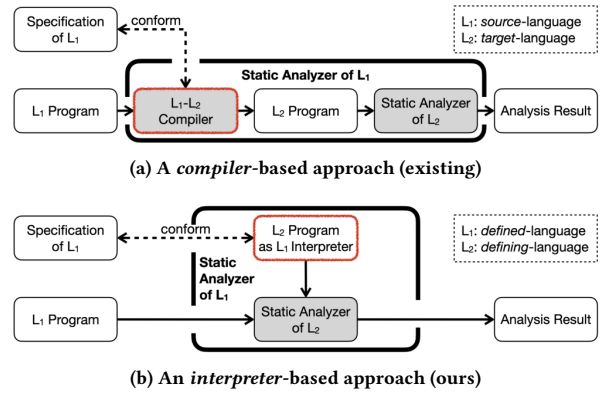 Specification
of L₁
conform
L₁: source-language
L₂: target-language
Static Analyzer of L₁
L₁ Program
L₁-L₂
Compiler
L₂ Program
Static Analyzer
of L₂
Analysis Result
(a) A compiler-based approach (existing)
Specification
of L₁
conform
L₂ Program
as L₁ Interpreter
L₁: defined-language
L₂: defining-language
Static
Analyzer
of L₁
L₁ Program
Static Analyzer
of L₂
Analysis Result
(b) An interpreter-based approach (ours)